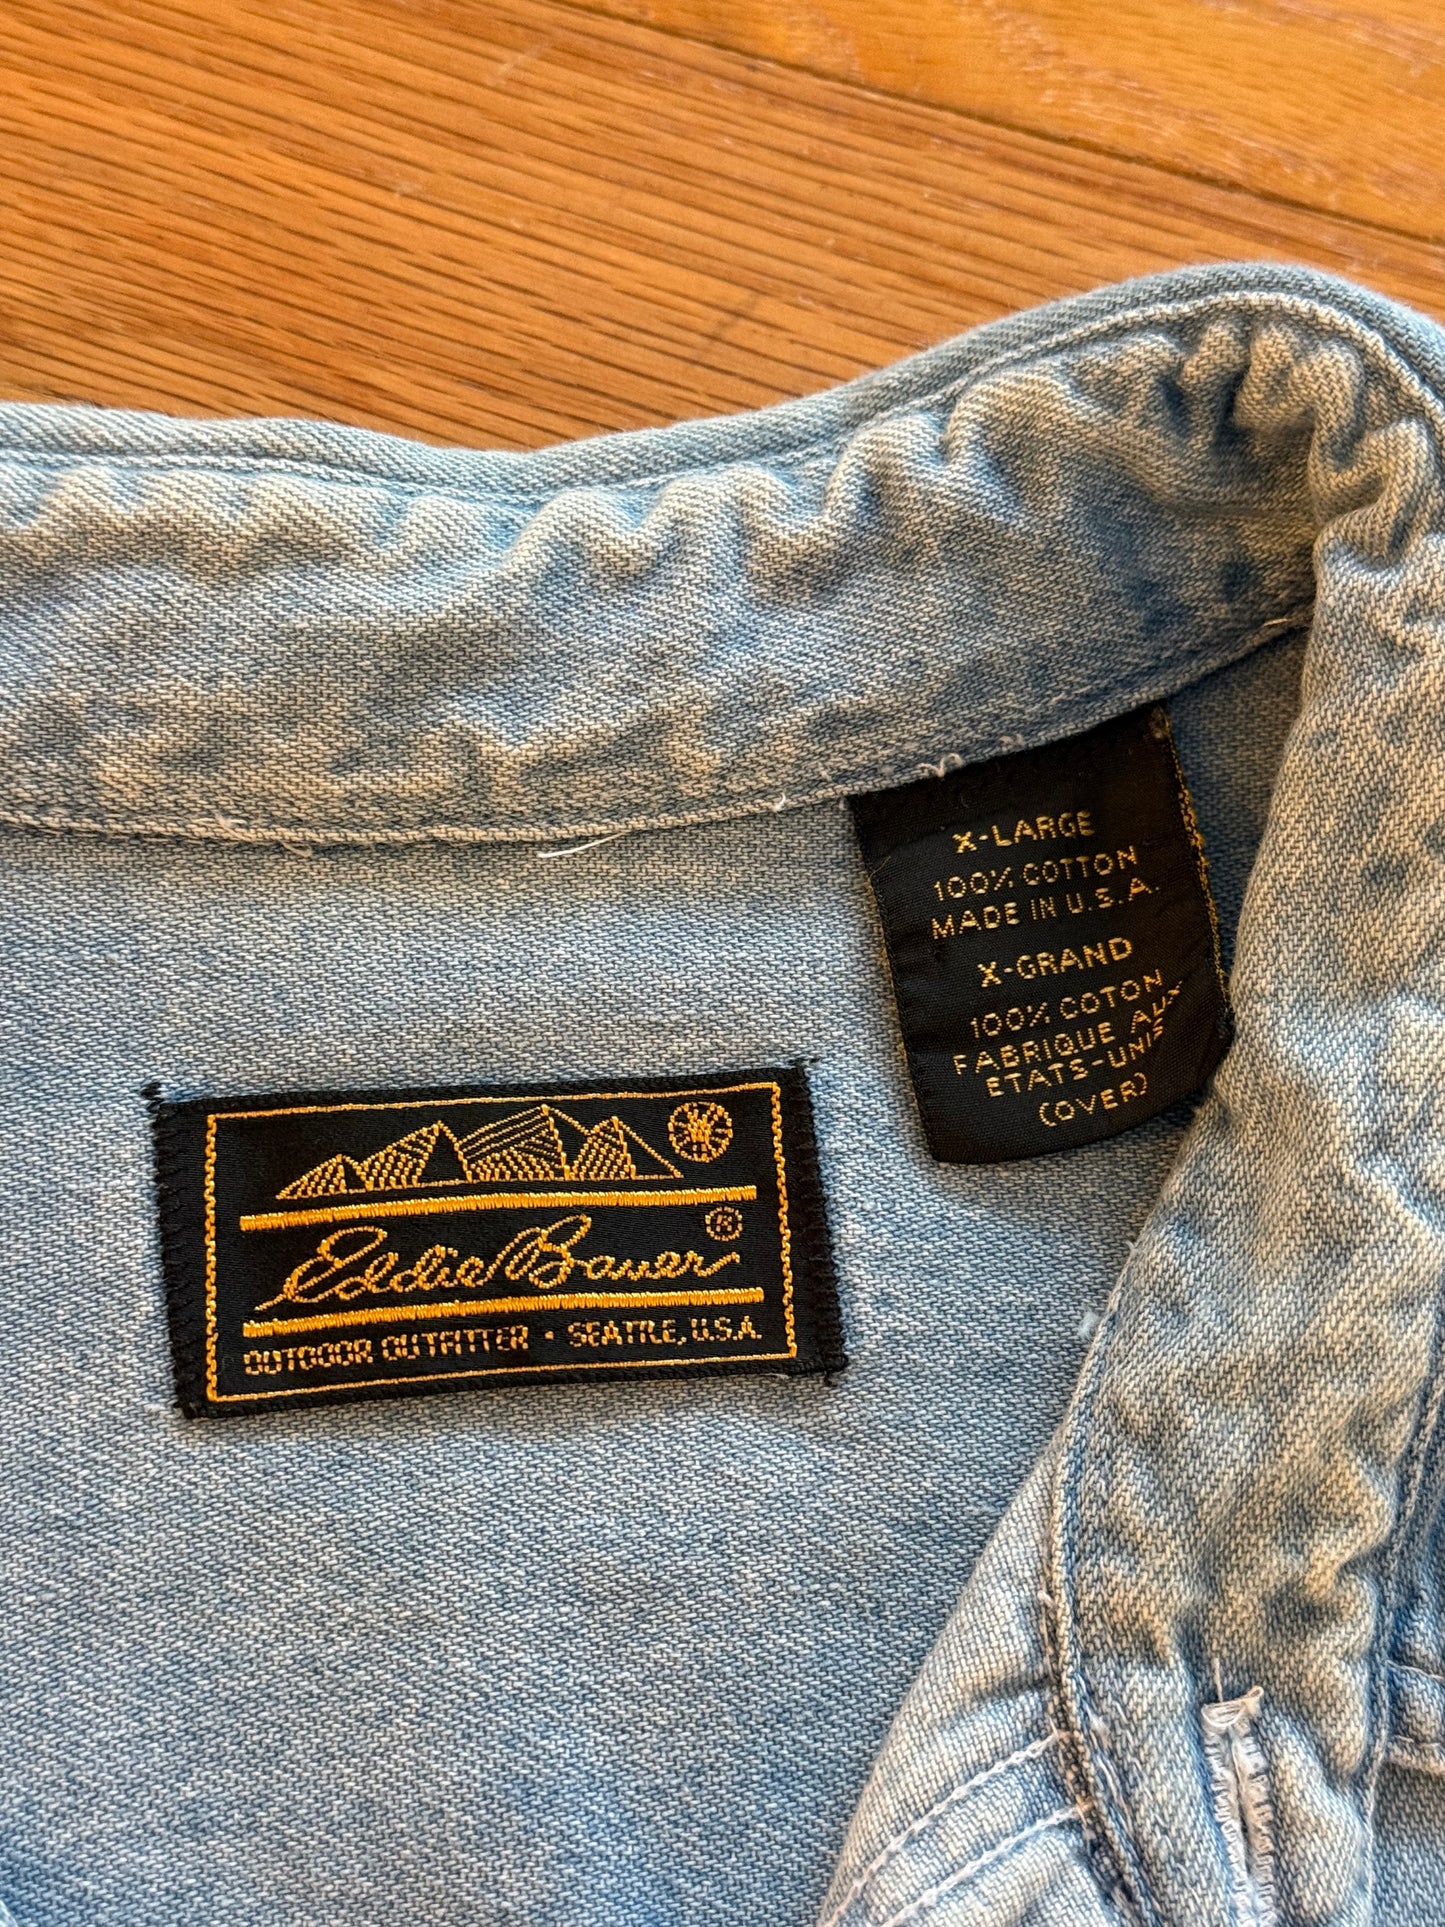 X-LARGE
100% COTTON
MADE IN U.S.A.
X-GRAND
100% COTON
FABRIQUE AUX
ETATS-UNIS
(OVER)
Eddie Bauer ®
OUTDOOR OUTFITTER • SEATTLE, U.S.A.